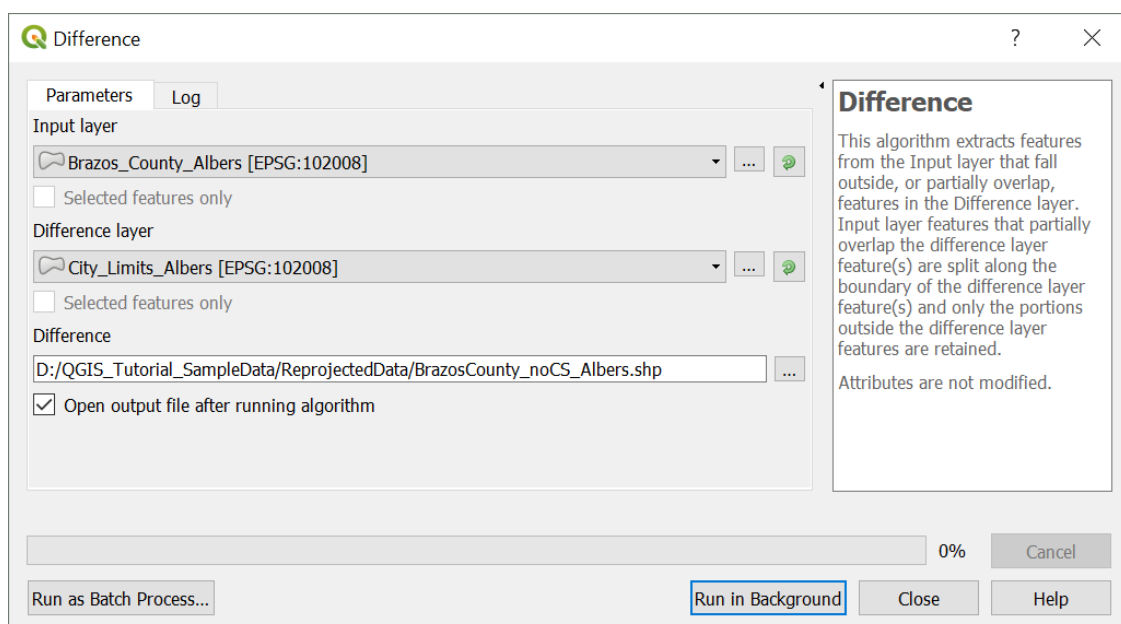 Difference
?
Parameters
Log
Input layer
Brazos_County_Albers [EPSG:102008]
...
Selected features only
Difference layer
City_Limits_Albers [EPSG:102008]
...
Selected features only
Difference
D:/QGIS_Tutorial_SampleData/ReprojectedData/BrazosCounty_noCS_Albers.shp
...
Open output file after running algorithm
Difference
This algorithm extracts features
from the Input layer that fall
outside, or partially overlap,
features in the Difference layer.
Input layer features that partially
overlap the difference layer
feature(s) are split along the
boundary of the difference layer
feature(s) and only the portions
outside the difference layer
features are retained.
Attributes are not modified.
0%
Cancel
Run as Batch Process...
Run in Background
Close
Help